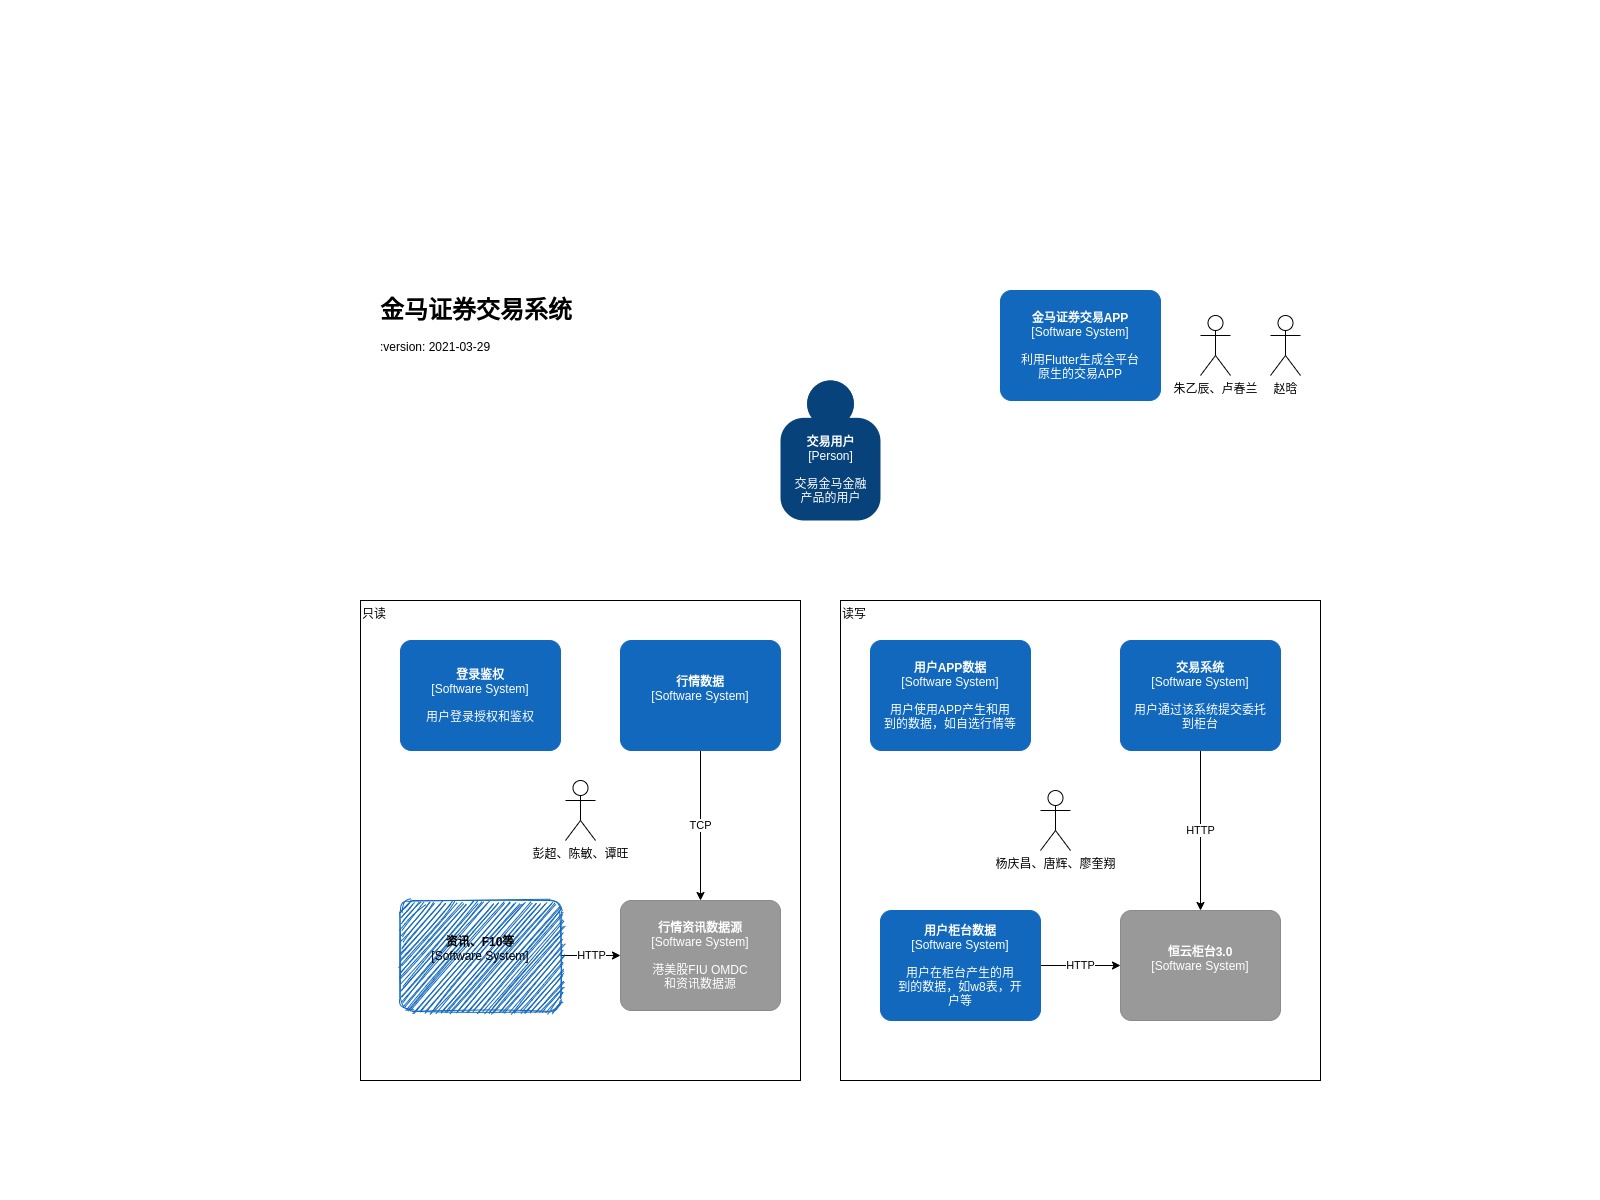 金马证券交易系统
:version: 2021-03-29
金马证券交易APP
[Software System]
利用Flutter生成全平台
原生的交易APP
朱乙辰、卢春兰
赵晗
交易用户
[Person]
交易金马金融
产品的用户
只读
登录鉴权
[Software System]
用户登录授权和鉴权
行情数据
[Software System]
TCP
彭超、陈敏、谭旺
资讯、F10等
[Software System]
HTTP
行情资讯数据源
[Software System]
港美股FIU OMDC
和资讯数据源
读写
用户APP数据
[Software System]
用户使用APP产生和用
到的数据，如自选行情等
交易系统
[Software System]
用户通过该系统提交委托
到柜台
HTTP
杨庆昌、唐辉、廖奎翔
用户柜台数据
[Software System]
用户在柜台产生的用
到的数据，如w8表，开
户等
HTTP
恒云柜台3.0
[Software System]